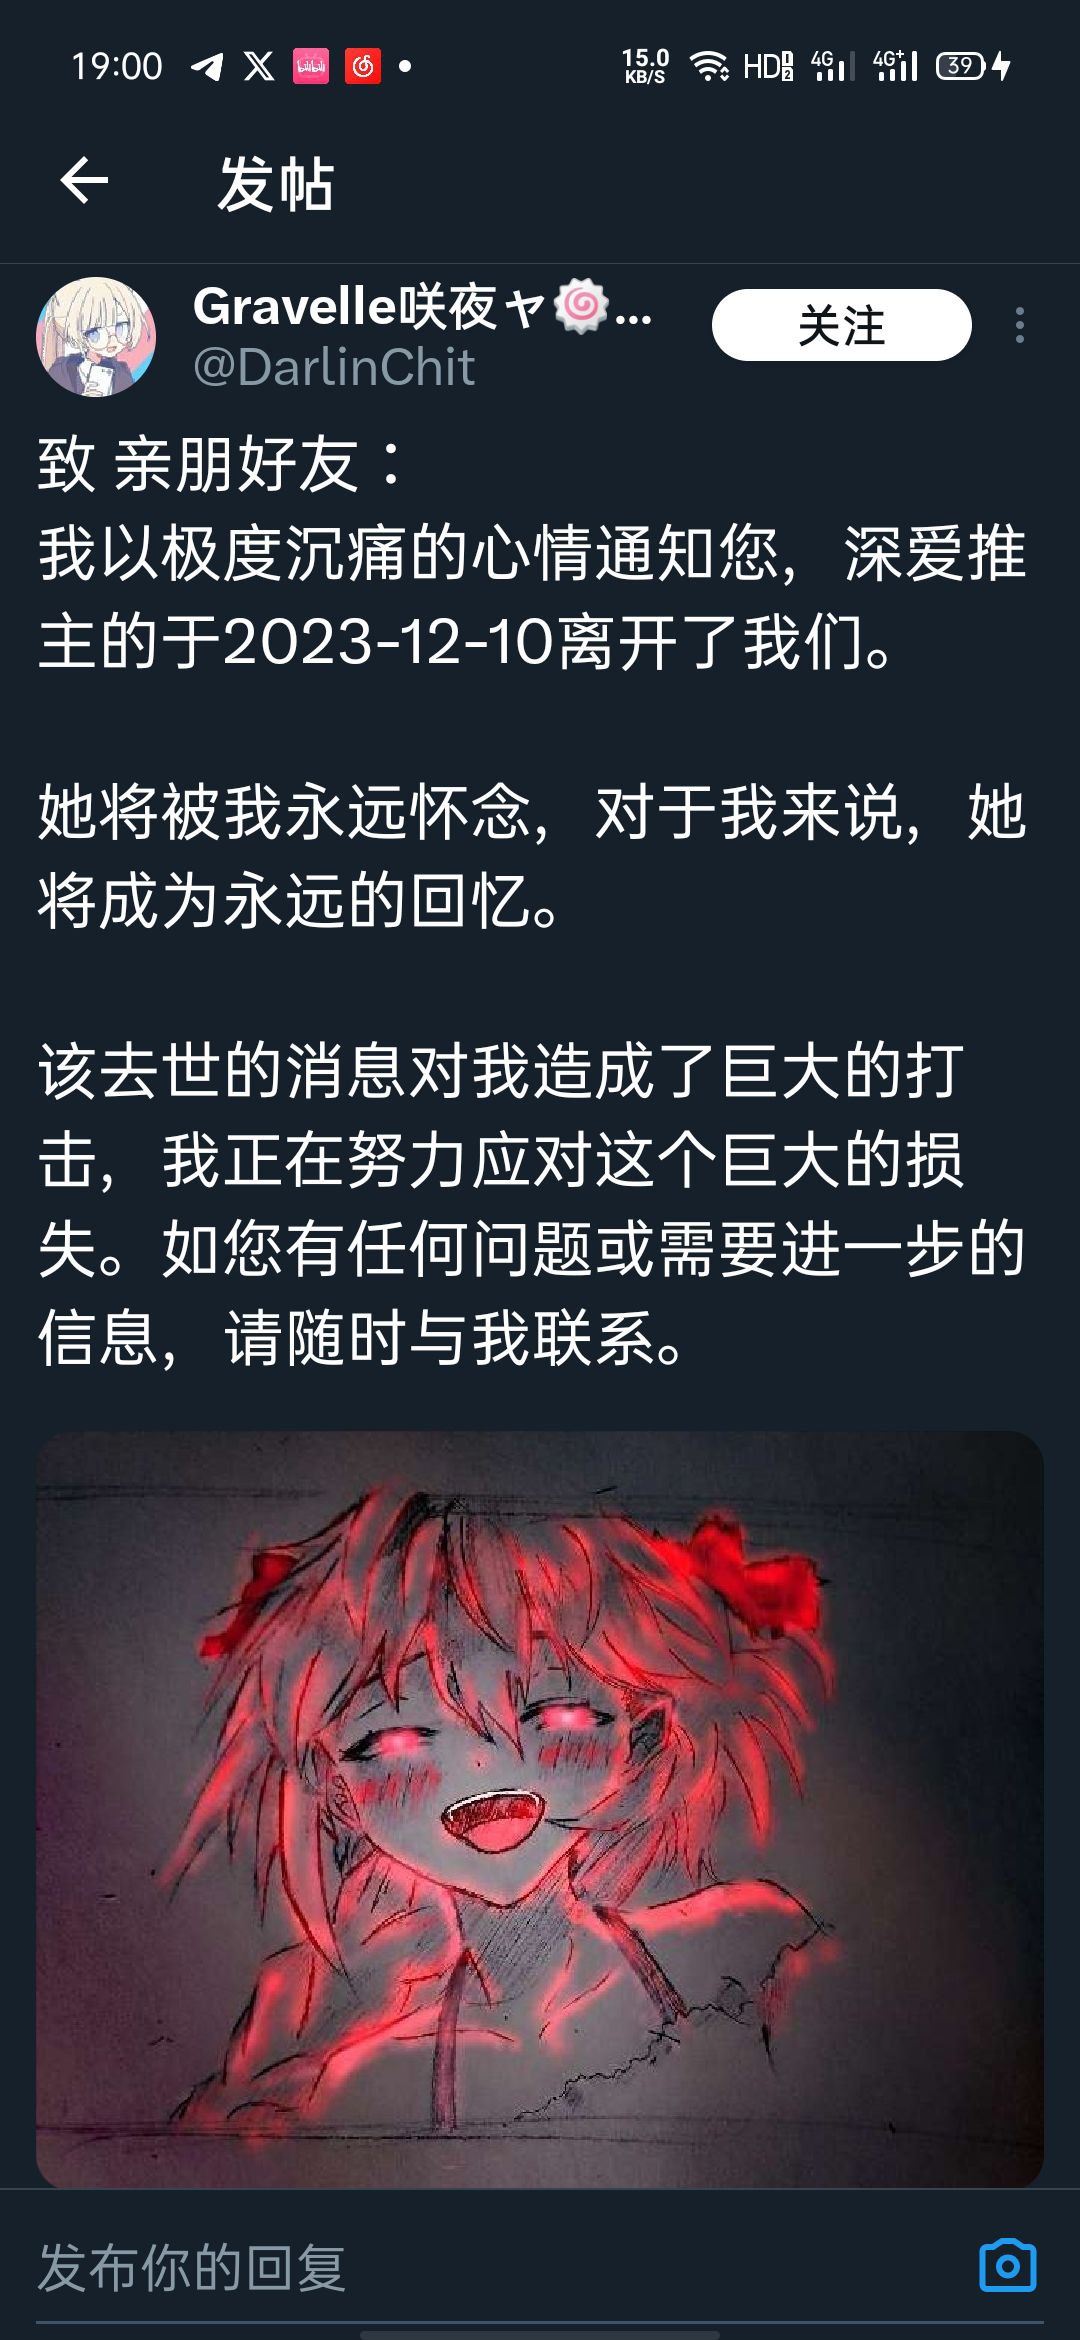 19:00
15.0
KB/S
HD
1
2
4G
4G+
39
bilibili
发帖
Gravelle咲夜ヤ🍥...
关注
@DarlinChit
致 亲朋好友：
我以极度沉痛的心情通知您，深爱推
主的于2023-12-10离开了我们。
她将被我永远怀念，对于我来说，她
将成为永远的回忆。
该去世的消息对我造成了巨大的打
击，我正在努力应对这个巨大的损
失。如您有任何问题或需要进一步的
信息，请随时与我联系。
发布你的回复